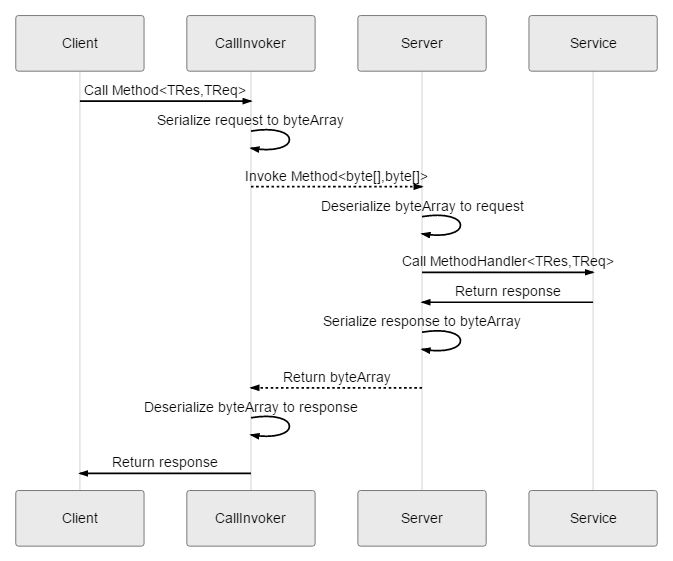 Client CallInvoker Server Service
Call Method<TRes,TReq>
Serialize request to byteArray
Invoke Method<byte[],byte[]>
Deserialize byteArray to request
Call MethodHandler<TRes,TReq>
Return response
Serialize response to byteArray
Return byteArray
Deserialize byteArray to response
Return response
Client CallInvoker Server Service